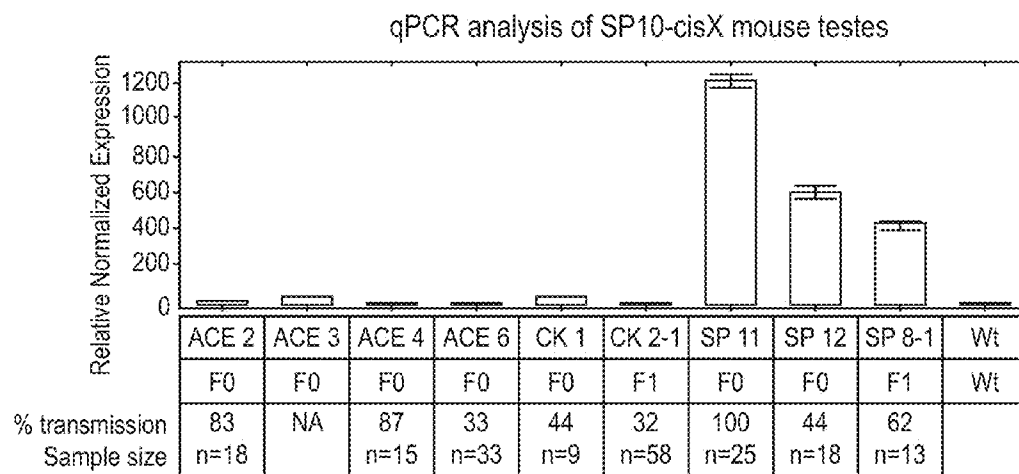 qPCR analysis of SP10-cisX mouse testes
Relative Normalized Expression
1200
1000
800
600
400
200
0
ACE 2 ACE 3 ACE 4 ACE 6 CK 1 CK 2-1 SP 11 SP 12 SP 8-1 Wt
F0 F0 F0 F0 F0 F1 F0 F0 F1 Wt
% transmission 83 NA 87 33 44 32 100 44 62
Sample size n=18 n=15 n=33 n=9 n=58 n=25 n=18 n=13